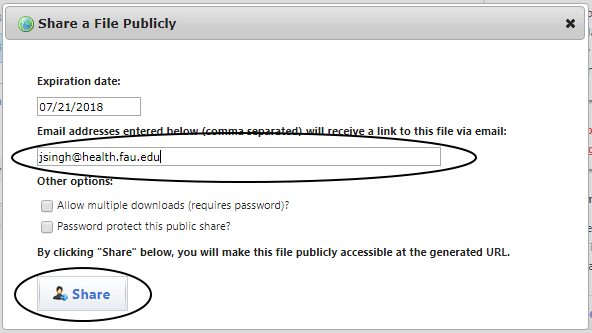 Share a File Publicly
Expiration date:
07/21/2018
Email addresses entered below (comma separated) will receive a link to this file via email:
jsingh@health.fau.edu
Other options:
Allow multiple downloads (requires password)?
Password protect this public share?
By clicking "Share" below, you will make this file publicly accessible at the generated URL.
Share